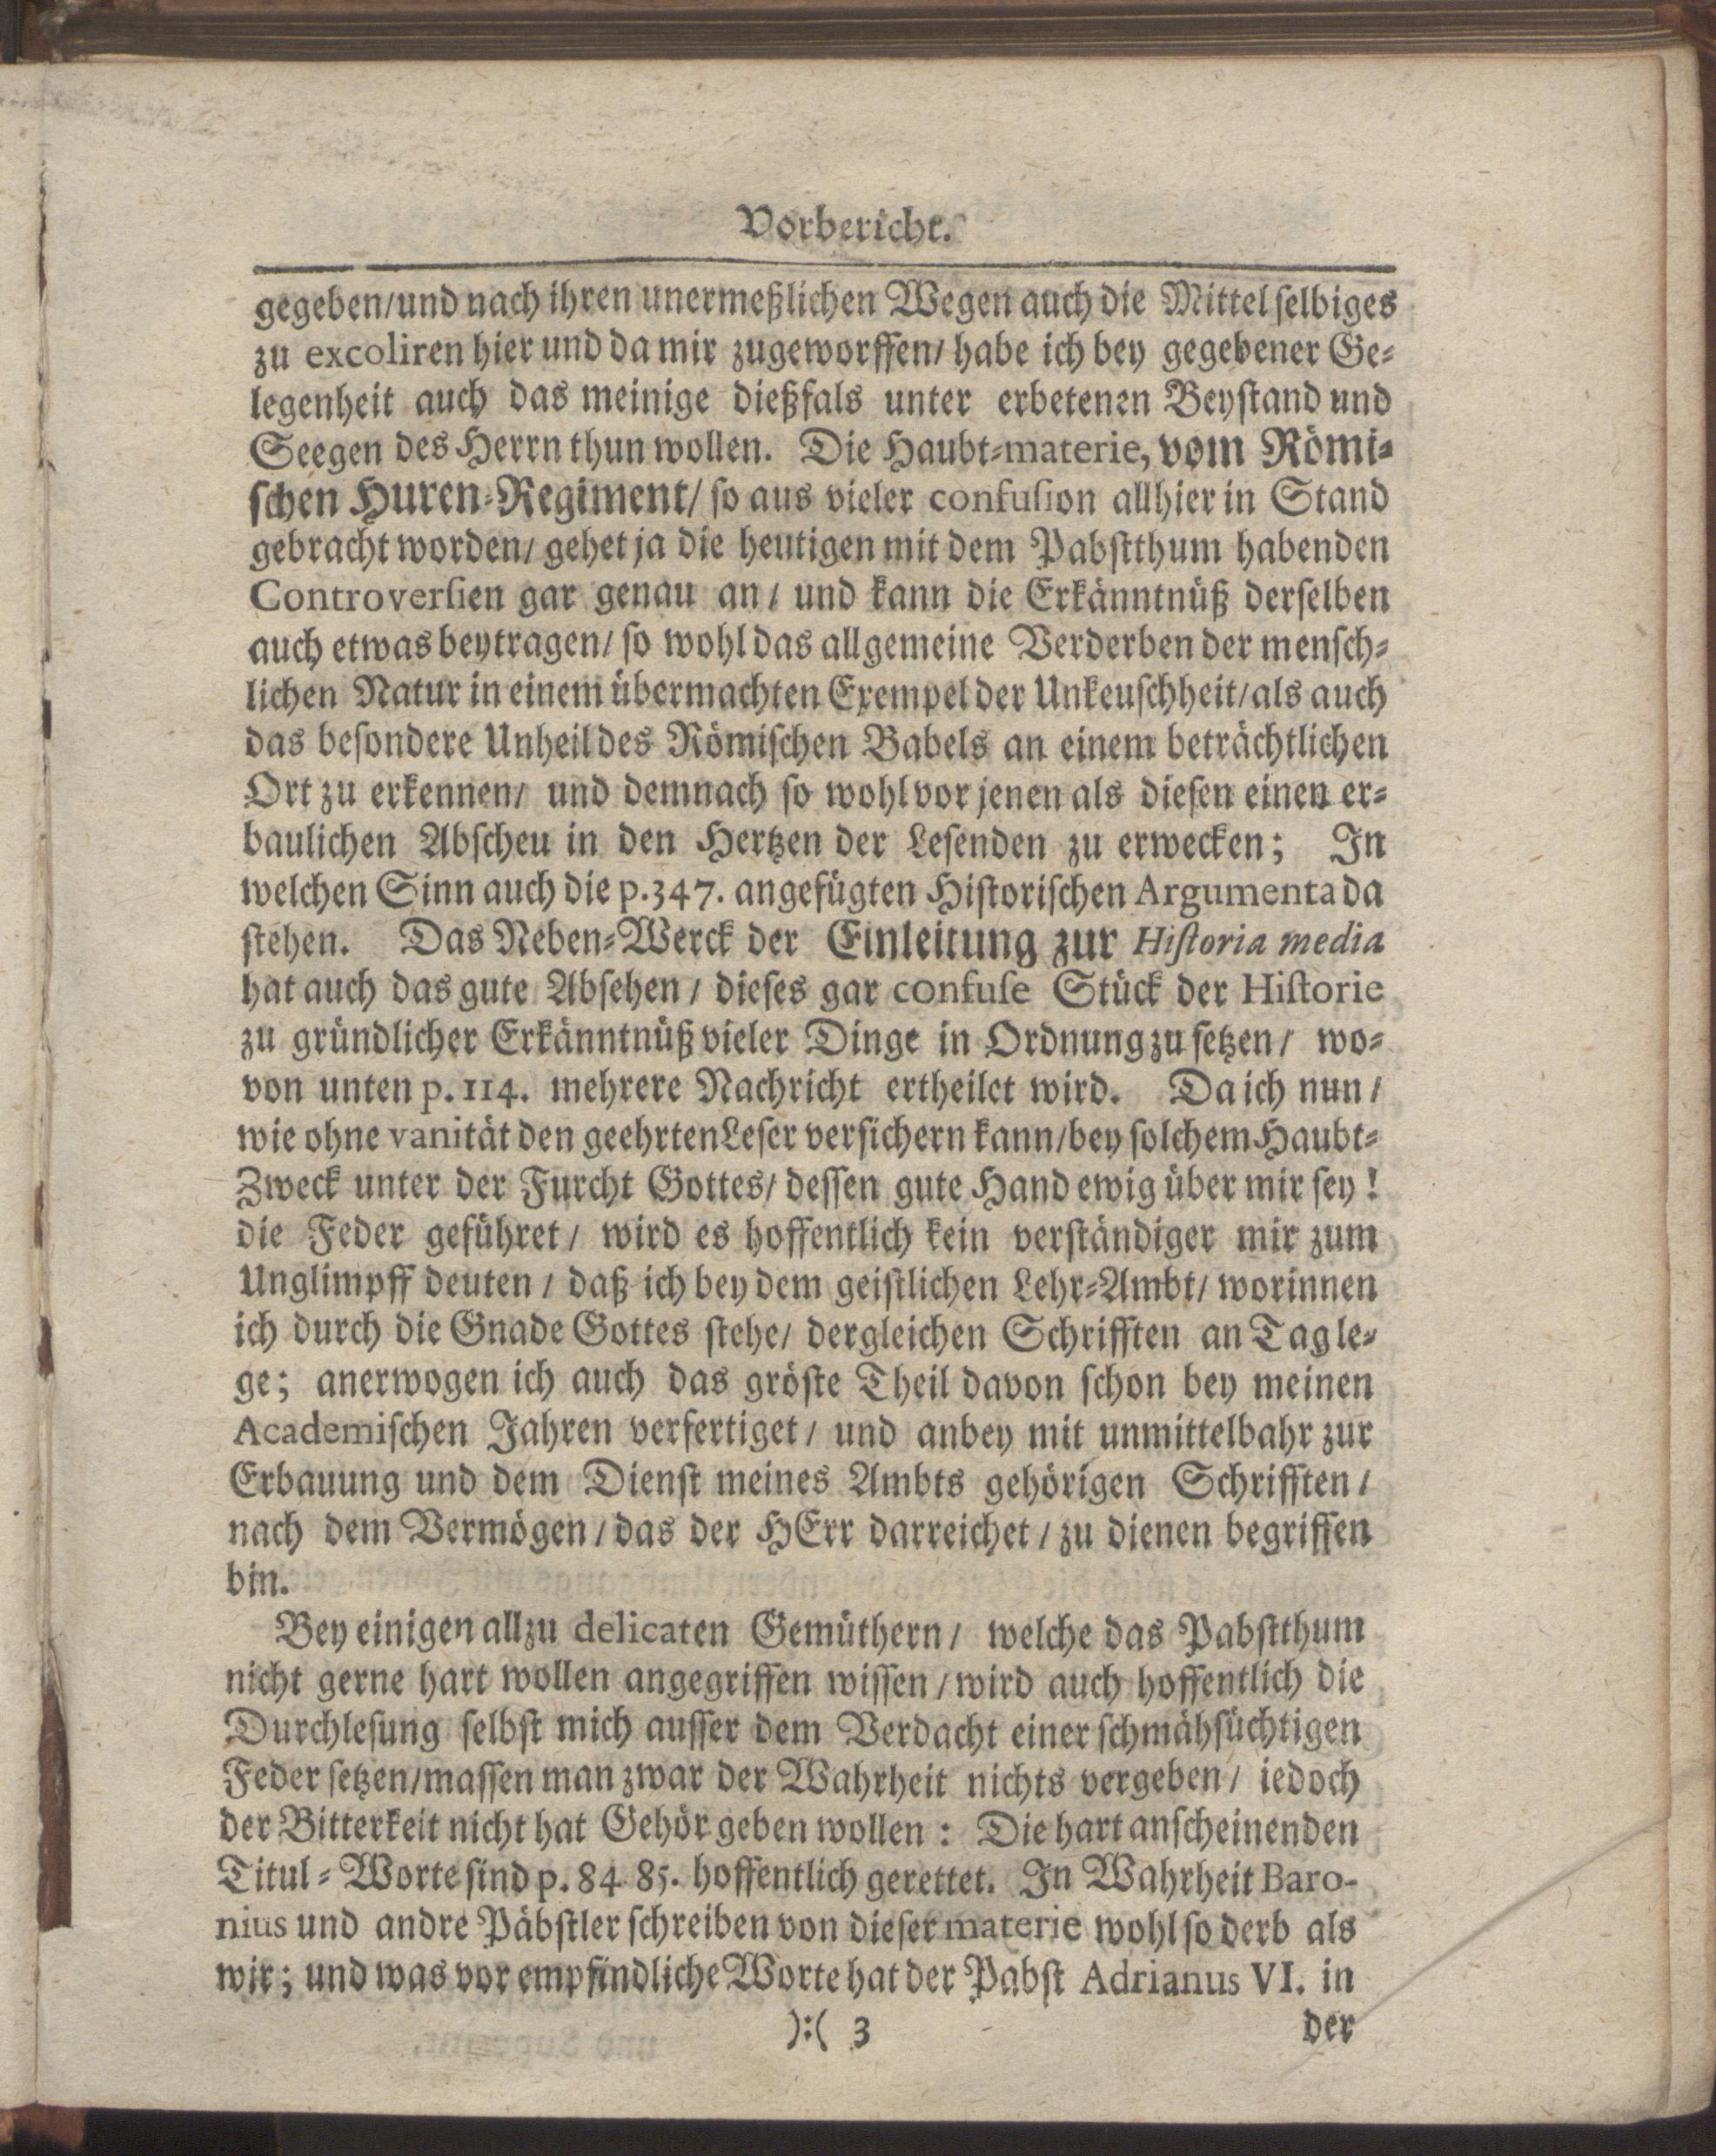 Vorbericht.
gegeben/und nach ihren unermeßlichen Wegen auch die Mittel ſelbiges
zu excoliren hier und da mir zugeworffen/ habe ich bey gegebener Ge⸗
legenheit auch das meinige dießfals unter erbetenen Beyſtand und
Seegen des Herrn thun wollen. Die Haubt⸗materie, vom Römi⸗
ſchen Huren⸗Regiment/ ſo aus vieler confuſion allhier in Stand
gebracht worden/ gehet ja die heutigen mit dem Pabſtthum habenden
Controverſien gar genau an/ und kann die Erkänntnüß derſelben
auch etwas beytragen/ ſo wohl das allgemeine Verderben der menſch⸗
lichen Natur in einem übermachten Exempel der Unkeuſchheit/als auch
das beſondere Unheil des Römiſchen Babels an einem beträchtlichen
Ort zu erkennen/ und demnach ſo wohl vor jenen als dieſen einen er⸗
baulichen Abſcheu in den Hertzen der Leſenden zu erwecken; In
welchen Sinn auch die p.347. angefügten Hiſtoriſchen Argumenta da
ſtehen. Das Neben⸗Werck der Einleitung zur Hiſtoria media
hat auch das gute Abſehen/ dieſes gar confuſe Stück der Hiſtorie
zu gründlicher Erkänntnüß vieler Dinge in Ordnung zu ſetzen/ wo⸗
von unten p. 114. mehrere Nachricht ertheilet wird. Da ich nun/
wie ohne vanität den geehrten Leſer verſichern kann/bey ſolchem Haubt⸗
Zweck unter der Furcht Gottes/ deſſen gute Hand ewig über mir ſey!
die Feder geführet/ wird es hoffentlich kein verſtändiger mir zum
Unglimpff deuten/ daß ich bey dem geiſtlichen Lehr⸗Ambt/ worinnen
ich durch die Gnade Gottes ſtehe/ dergleichen Schrifften an Tag le⸗
ge; anerwogen ich auch das gröſte Theil davon ſchon bey meinen
Academiſchen Jahren verfertiget/ und anbey mit unmittelbahr zur
Erbauung und dem Dienſt meines Ambts gehörigen Schrifften/
nach dem Vermögen/das der HErr darreichet/ zu dienen begriffen
bin.
Bey einigen allzu delicaten Gemüthern/ welche das Pabſtthum
nicht gerne hart wollen angegriffen wiſſen/wird auch hoffentlich die
Durchleſung ſelbſt mich auſſer dem Verdacht einer ſchmähſüchtigen
Feder ſetzen/maſſen man zwar der Wahrheit nichts vergeben/ iedoch
der Bitterkeit nicht hat Gehör geben wollen: Die hart anſcheinenden
Titul⸗Worte ſind p. 84 85. hoffentlich gerettet. In Wahrheit Baro-
nius und andre Päbſtler ſchreiben von dieſer materie wohl ſo derb als
wir; und was vor empfindliche Worte hat der Pabſt Adrianus VI. in
):( 3 der